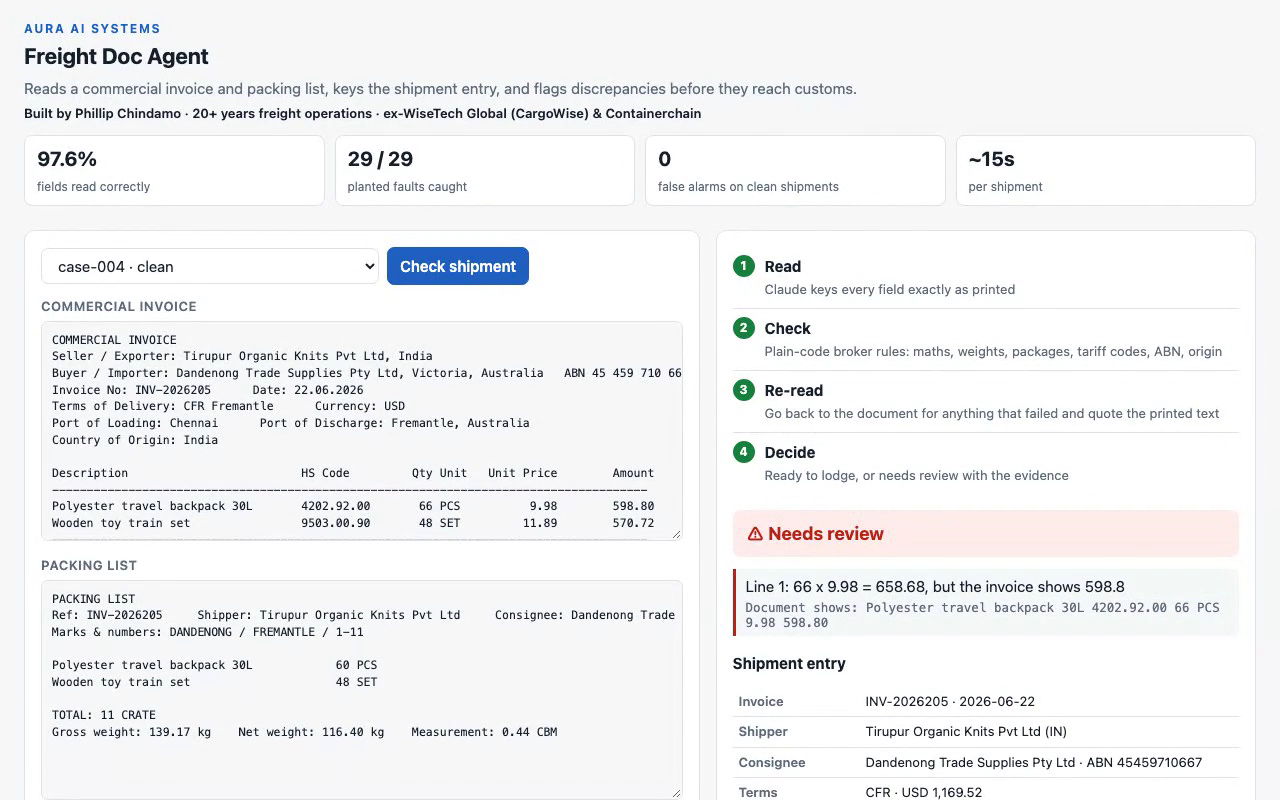 AURA AI SYSTEMS
Freight Doc Agent
Reads a commercial invoice and packing list, keys the shipment entry, and flags discrepancies before they reach customs.
Built by Phillip Chindamo · 20+ years freight operations · ex-WiseTech Global (CargoWise) & Containerchain
97.6%
fields read correctly
29 / 29
planted faults caught
0
false alarms on clean shipments
~15s
per shipment
case-004 · clean
Check shipment
COMMERCIAL INVOICE
COMMERCIAL INVOICE
Seller / Exporter: Tirupur Organic Knits Pvt Ltd, India
Buyer / Importer: Dandenong Trade Supplies Pty Ltd, Victoria, Australia ABN 45 459 710 66
Invoice No: INV-2026205 Date: 22.06.2026
Terms of Delivery: CFR Fremantle Currency: USD
Port of Loading: Chennai Port of Discharge: Fremantle, Australia
Country of Origin: India
Description HS Code Qty Unit Unit Price Amount
Polyester travel backpack 30L 4202.92.00 66 PCS 9.98 598.80
Wooden toy train set 9503.00.90 48 SET 11.89 570.72
PACKING LIST
PACKING LIST
Ref: INV-2026205 Shipper: Tirupur Organic Knits Pvt Ltd Consignee: Dandenong Trade
Marks & numbers: DANDENONG / FREMANTLE / 1-11
Polyester travel backpack 30L 60 PCS
Wooden toy train set 48 SET
TOTAL: 11 CRATE
Gross weight: 139.17 kg Net weight: 116.40 kg Measurement: 0.44 CBM
1 Read
Claude keys every field exactly as printed
2 Check
Plain-code broker rules: maths, weights, packages, tariff codes, ABN, origin
3 Re-read
Go back to the document for anything that failed and quote the printed text
4 Decide
Ready to lodge, or needs review with the evidence
⚠ Needs review
Line 1: 66 x 9.98 = 658.68, but the invoice shows 598.8
Document shows: Polyester travel backpack 30L 4202.92.00 66 PCS
9.98 598.80
Shipment entry
Invoice INV-2026205 · 2026-06-22
Shipper Tirupur Organic Knits Pvt Ltd (IN)
Consignee Dandenong Trade Supplies Pty Ltd · ABN 45459710667
Terms CFR · USD 1,169.52